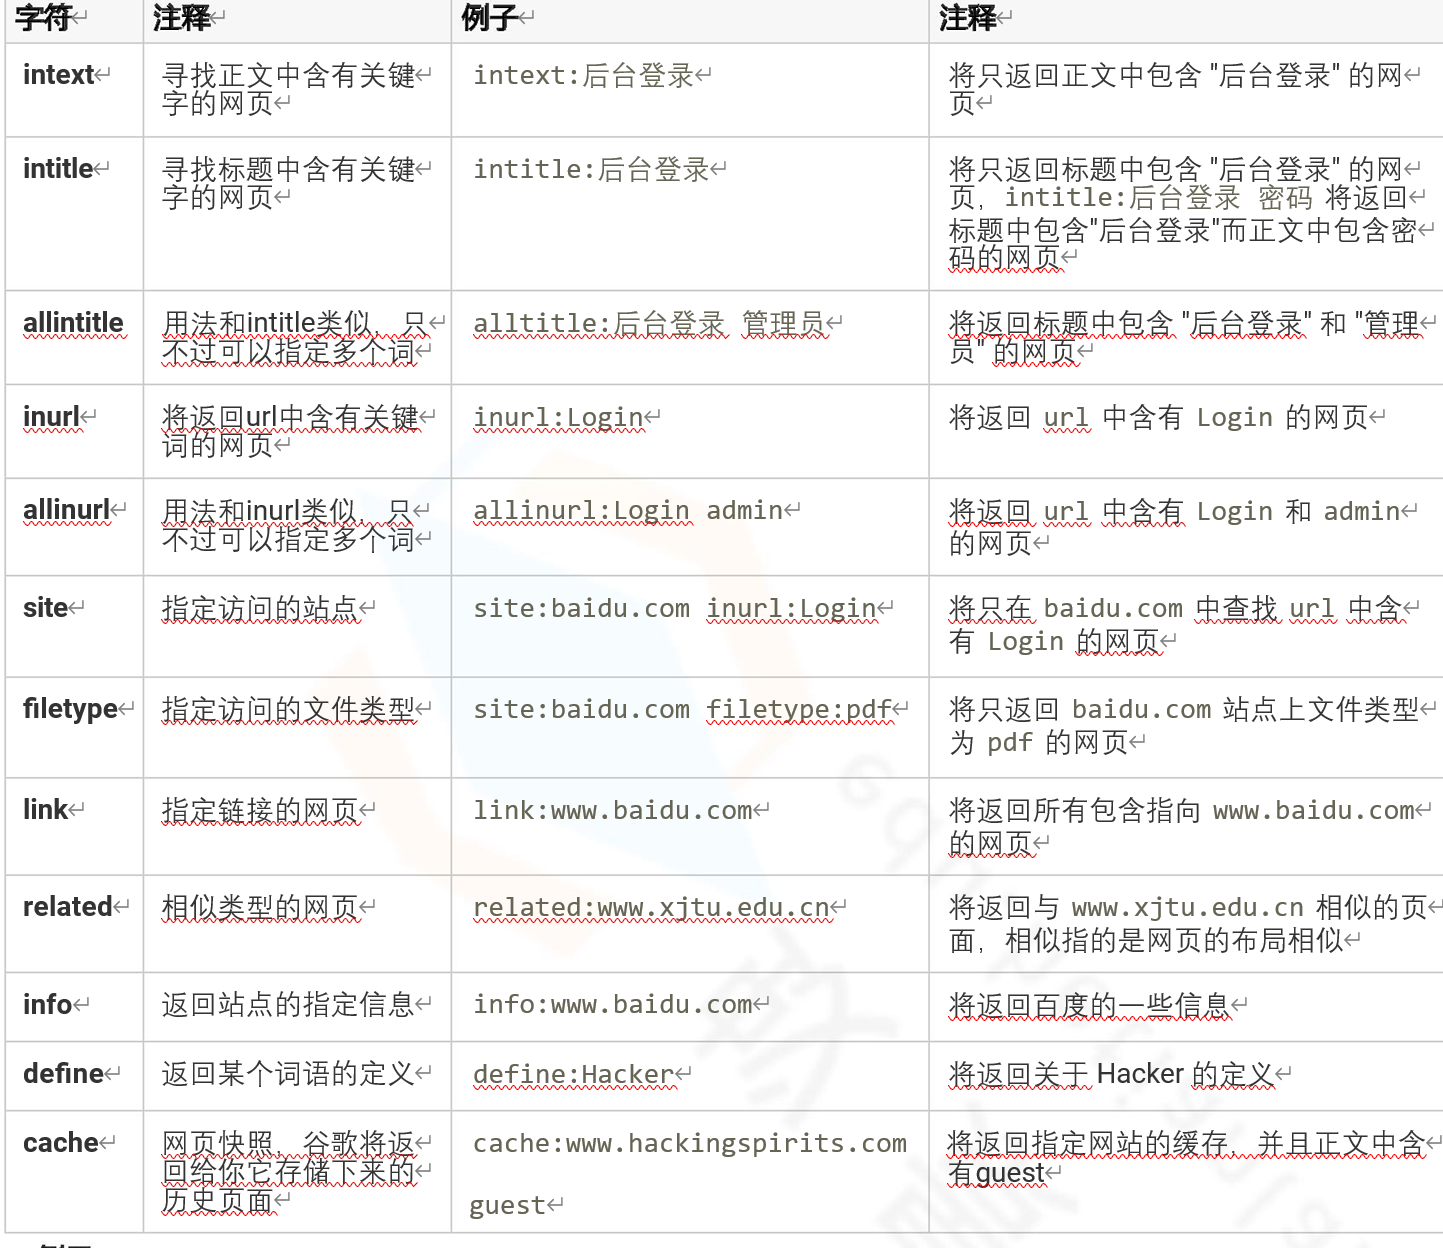 字符 注释 例子 注释
intext 寻找正文中含有关键 intext:后台登录 将只返回正文中包含 "后台登录" 的网
字的网页 页
intitle 寻找标题中含有关键 intitle:后台登录 将只返回标题中包含 "后台登录" 的网
字的网页 页，intitle:后台登录 密码 将返回
标题中包含"后台登录"而正文中包含密
码的网页
allintitle 用法和intitle类似，只 alltitle:后台登录 管理员 将返回标题中包含 "后台登录" 和 "管理
不过可以指定多个词 员" 的网页
inurl 将返回url中含有关键 inurl:Login 将返回 url 中含有 Login 的网页
词的网页
allinurl 用法和inurl类似，只 allinurl:Login admin 将返回 url 中含有 Login 和 admin
不过可以指定多个词 的网页
site 指定访问的站点 site:baidu.com inurl:Login 将只在 baidu.com 中查找 url 中含
有 Login 的网页
filetype 指定访问的文件类型 site:baidu.com filetype:pdf 将只返回 baidu.com 站点上文件类型
为 pdf 的网页
link 指定链接的网页 link:www.baidu.com 将返回所有包含指向 www.baidu.com
的网页
related 相似类型的网页 related:www.xjtu.edu.cn 将返回与 www.xjtu.edu.cn 相似的页
面，相似指的是网页的布局相似
info 返回站点的指定信息 info:www.baidu.com 将返回百度的一些信息
define 返回某个词语的定义 define:Hacker 将返回关于 Hacker 的定义
cache 网页快照，谷歌将返 cache:www.hackingspirits.com 将返回指定网站的缓存，并且正文中含
回给你它存储下来的 有guest
历史页面 guest